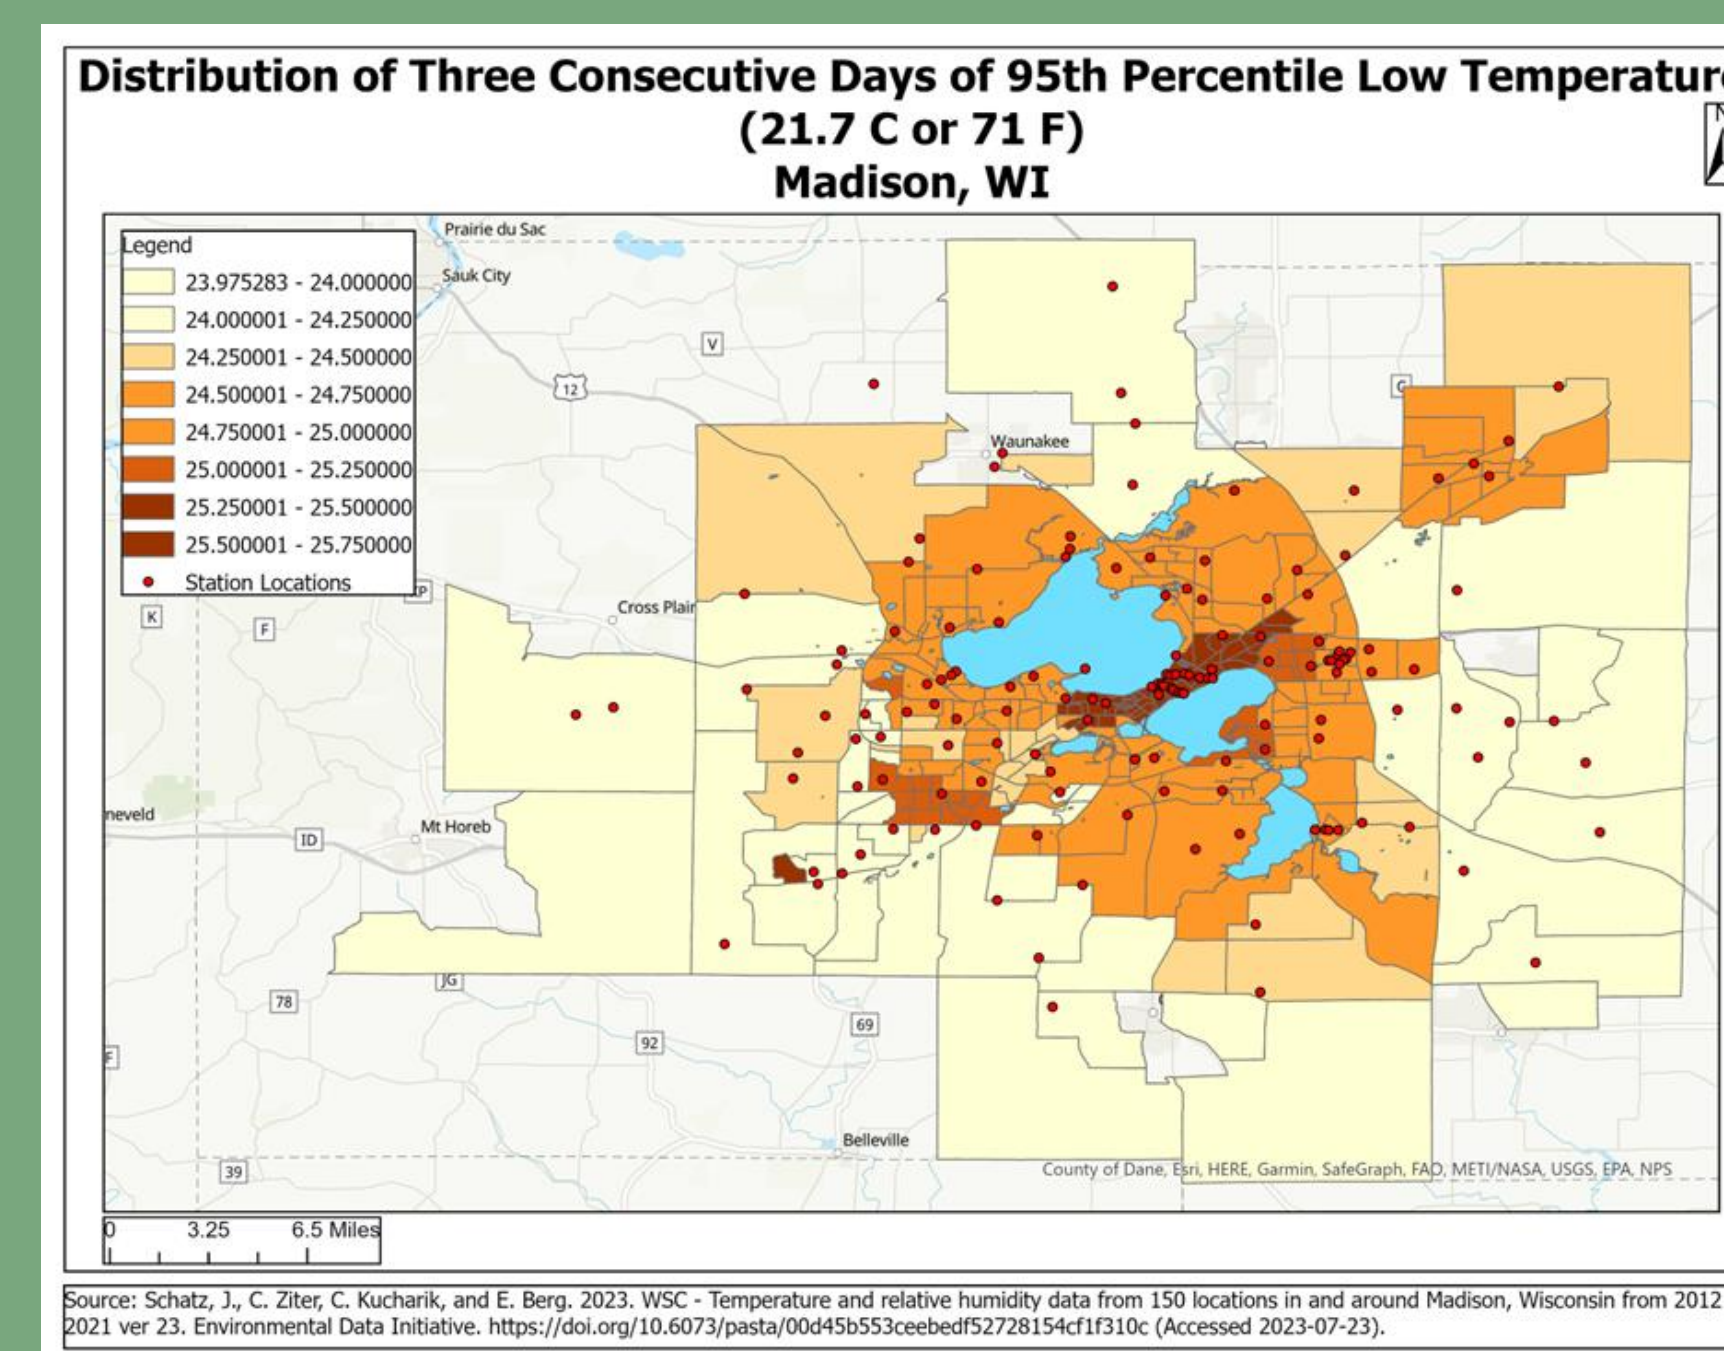 Distribution of Three Consecutive Days of 95th Percentile Low Temperatur
(21.7 C or 71 F)
Madison, WI
N
Legend
23.975283 - 24.000000
24.000001 - 24.250000
24.250001 - 24.500000
24.500001 - 24.750000
24.750001 - 25.000000
25.000001 - 25.250000
25.250001 - 25.500000
25.500001 - 25.750000
Station Locations
Prairie du Sac
Sauk City
V
12
C
Waunakee
P
K
F
Cross Plair
neveld
Mt Horeb
ID
JG
78
69
92
Belleville
39
County of Dane, Esri, HERE, Garmin, SafeGraph, FAO, METI/NASA, USGS, EPA, NPS
0 3.25 6.5 Miles
Source: Schatz, J., C. Ziter, C. Kucharik, and E. Berg. 2023. WSC - Temperature and relative humidity data from 150 locations in and around Madison, Wisconsin from 2012
2021 ver 23. Environmental Data Initiative. https://doi.org/10.6073/pasta/00d45b553ceebedf52728154cf1f310c (Accessed 2023-07-23).